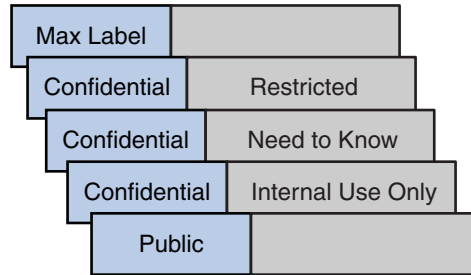 Max Label
Confidential Restricted
Confidential Need to Know
Confidential Internal Use Only
Public